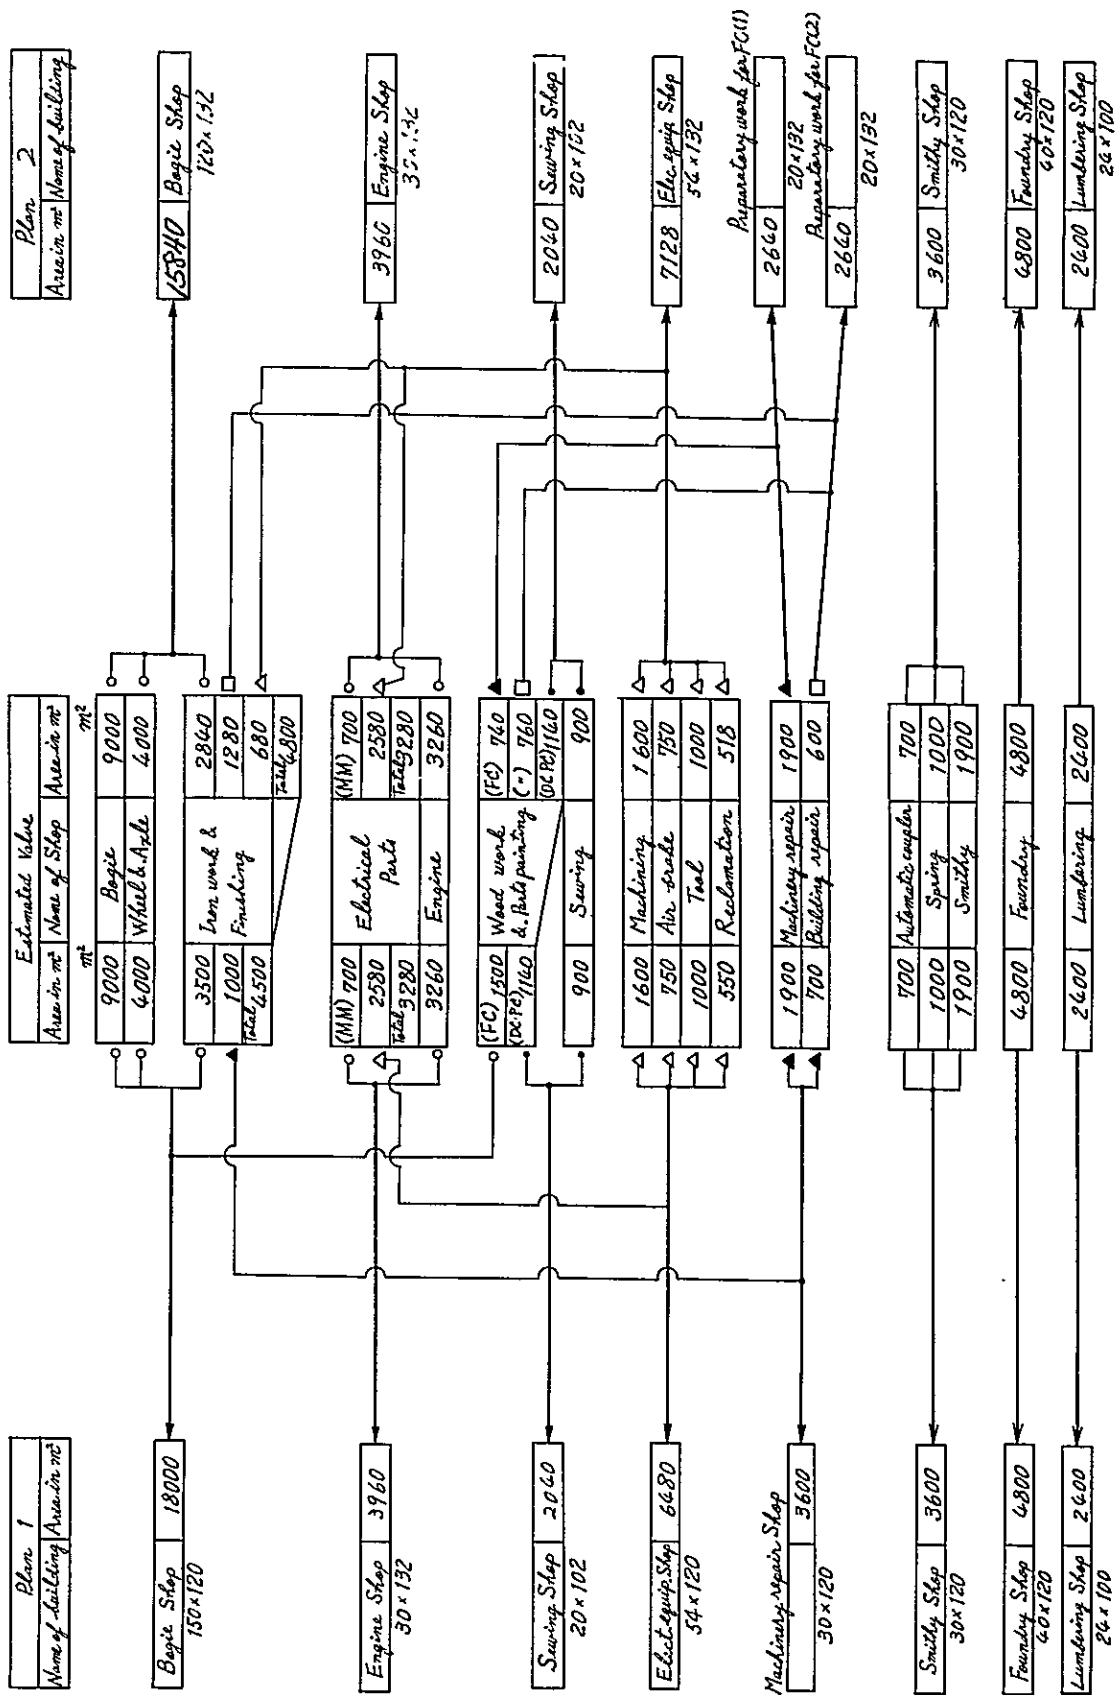 Plan 1
Name of building Area in m²
Bogie Shop 18000
150×120
Engine Shop 3960
30×132
Sewing Shop 2040
20×102
Elect. equip. Shop 6480
54×120
Machinery repair Shop
3600
30×120
Smithy Shop 3600
30×120
Foundry Shop 4800
40×120
Lumbering Shop 2400
24×100
Estimated Value
Area in m² Name of Shop Area in m²
m² m²
9000 Bogie 9000
4000 Wheel & Axle 4000
3500 Iron work & 2840
1000 Finishing 1280
Total 4500 680
Total 4800
(MM) 700 Electrical (MM) 700
2580 Parts 2580
Total 3280 Total 3280
3260 Engine 3260
(FC) 1500 Wood work (FC) 740
(DC·PC) 1140 &. Parts painting (〃) 760
(DC PC) 1140
900 Sewing 900
1600 Machining 1600
750 Air brake 750
1000 Tool 1000
550 Reclamation 518
1900 Machinery repair 1900
700 Building repair 600
700 Automatic coupler 700
1000 Spring 1000
1900 Smithy 1900
4800 Foundry 4800
2400 Lumbering 2400
Plan 2
Area in m² Name of building
15840 Bogie Shop
120×132
3960 Engine Shop
30×132
2040 Sewing Shop
20×102
7128 Elec. equip Shop
54×132
Preparatory work for FC(1)
2640
20×132
Preparatory work for FC(2)
2640
20×132
3600 Smithy Shop
30×120
4800 Foundry Shop
40×120
2400 Lumbering Shop
24×100